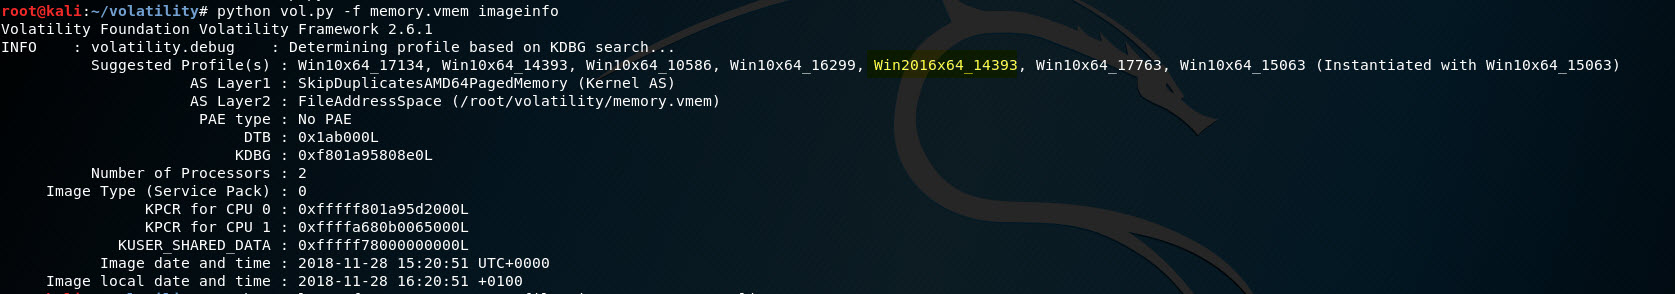 root@kali:~/volatility# python vol.py -f memory.vmem imageinfo
Volatility Foundation Volatility Framework 2.6.1
INFO    : volatility.debug    : Determining profile based on KDBG search...
Suggested Profile(s) : Win10x64_17134, Win10x64_14393, Win10x64_10586, Win10x64_16299, Win2016x64_14393, Win10x64_17763, Win10x64_15063 (Instantiated with Win10x64_15063)
AS Layer1 : SkipDuplicatesAMD64PagedMemory (Kernel AS)
AS Layer2 : FileAddressSpace (/root/volatility/memory.vmem)
PAE type : No PAE
DTB : 0x1ab000L
KDBG : 0xf801a95808e0L
Number of Processors : 2
Image Type (Service Pack) : 0
KPCR for CPU 0 : 0xfffff801a95d2000L
KPCR for CPU 1 : 0xffffa680b0065000L
KUSER_SHARED_DATA : 0xfffff78000000000L
Image date and time : 2018-11-28 15:20:51 UTC+0000
Image local date and time : 2018-11-28 16:20:51 +0100